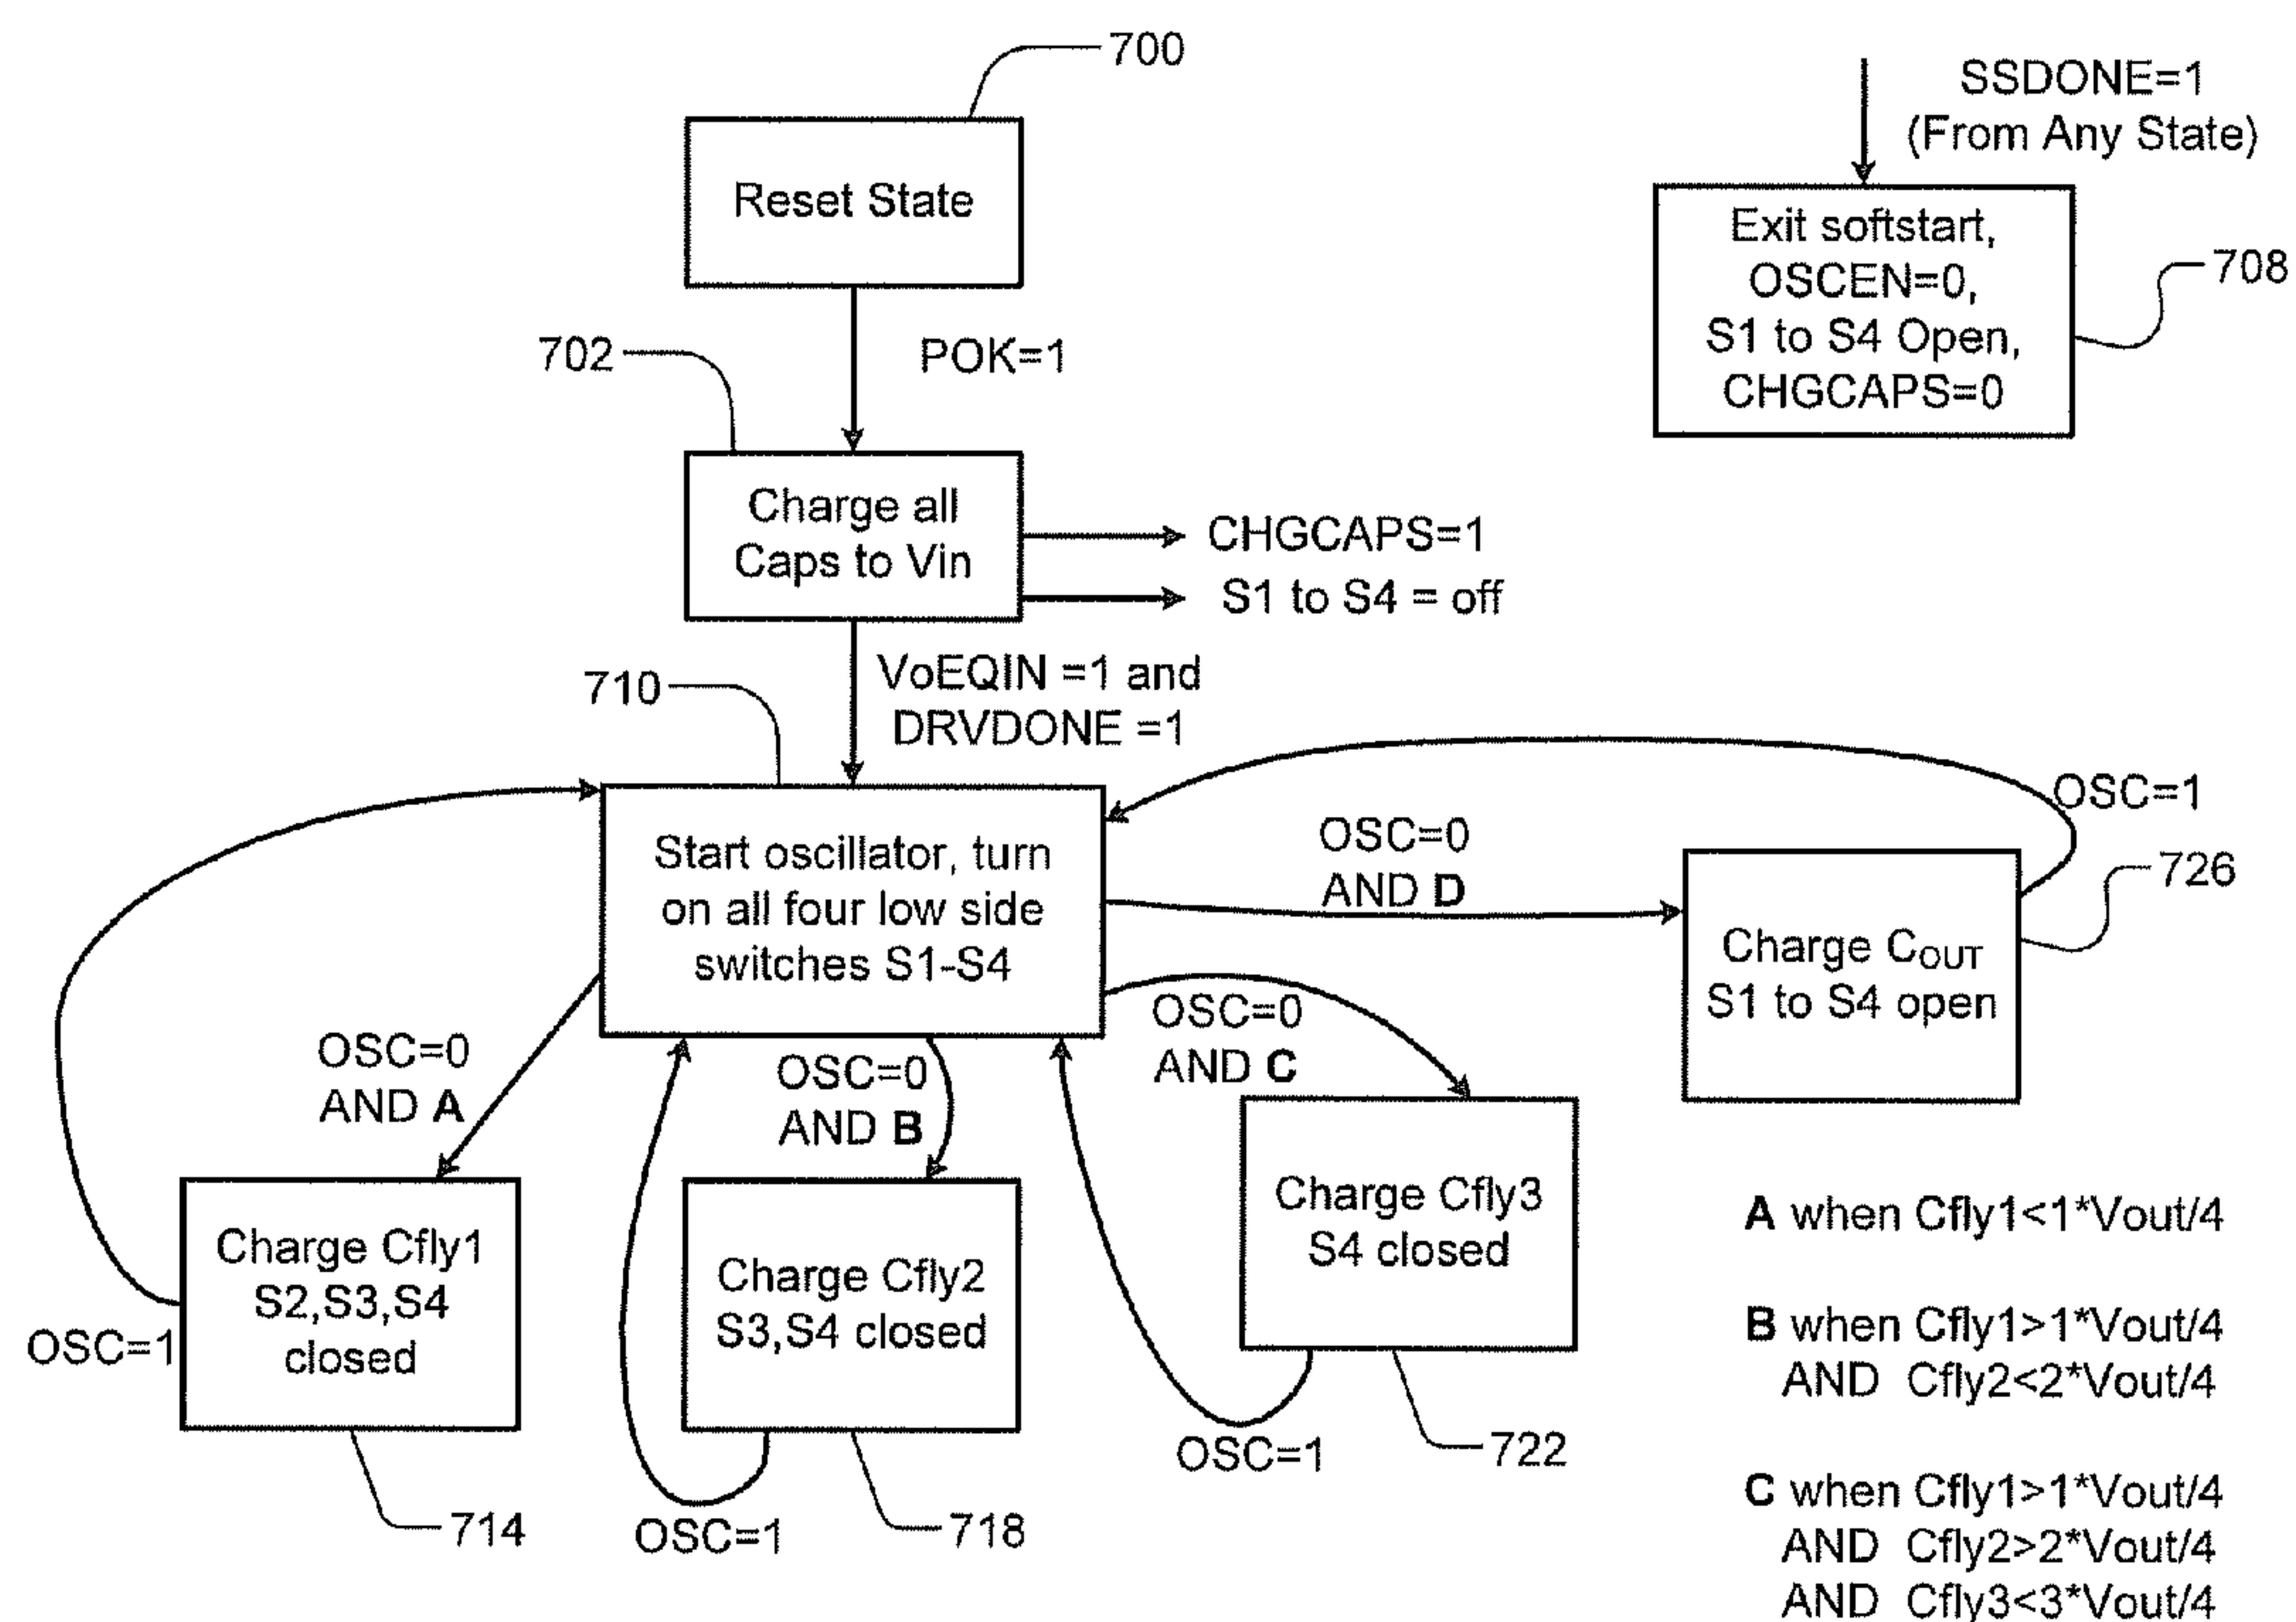 700
Reset State
SSDONE=1
(From Any State)
Exit softstart,
OSCEN=0,
S1 to S4 Open,
CHGCAPS=0
708
POK=1
702
Charge all
Caps to Vin
CHGCAPS=1
S1 to S4 = off
VoEQIN =1 and
DRVDONE =1
710
Start oscillator, turn
on all four low side
switches S1-S4
OSC=1
OSC=0
AND D
726
Charge COUT
S1 to S4 open
OSC=0
AND A
OSC=0
AND B
OSC=0
AND C
Charge Cfly1
S2,S3,S4
closed
OSC=1
714
Charge Cfly2
S3,S4 closed
OSC=1
718
Charge Cfly3
S4 closed
OSC=1
722
A when Cfly1<1*Vout/4
B when Cfly1>1*Vout/4
AND Cfly2<2*Vout/4
C when Cfly1>1*Vout/4
AND Cfly2>2*Vout/4
AND Cfly3<3*Vout/4